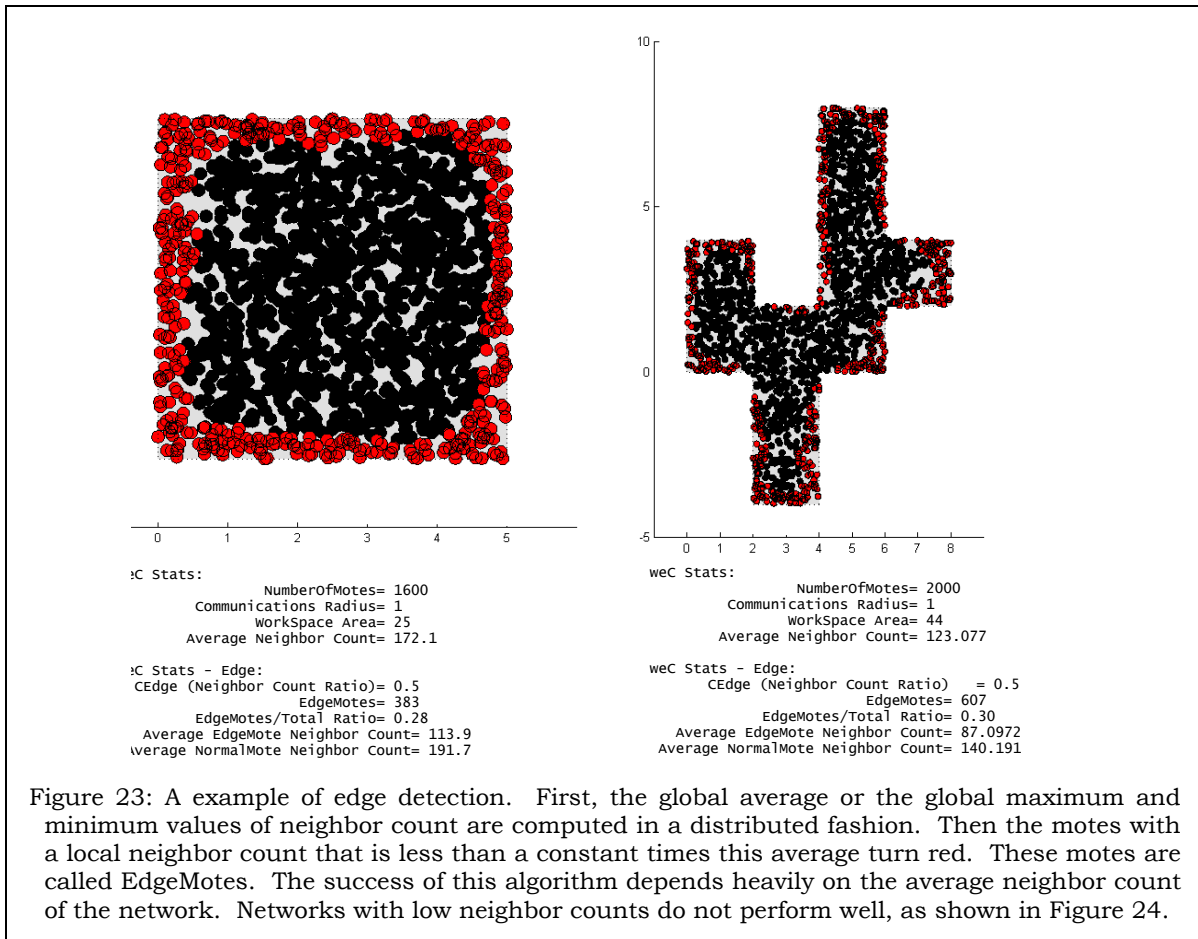 0 1 2 3 4 5
ɛC Stats:
NumberOfMotes= 1600
Communications Radius= 1
WorkSpace Area= 25
Average Neighbor Count= 172.1
ɛC Stats - Edge:
CEdge (Neighbor Count Ratio)= 0.5
EdgeMotes= 383
EdgeMotes/Total Ratio= 0.28
Average EdgeMote Neighbor Count= 113.9
Average NormalMote Neighbor Count= 191.7
10
5
0
-5
0 1 2 3 4 5 6 7 8
weC Stats:
NumberOfMotes= 2000
Communications Radius= 1
WorkSpace Area= 44
Average Neighbor Count= 123.077
weC Stats - Edge:
CEdge (Neighbor Count Ratio) = 0.5
EdgeMotes= 607
EdgeMotes/Total Ratio= 0.30
Average EdgeMote Neighbor Count= 87.0972
Average NormalMote Neighbor Count= 140.191
Figure 23: A example of edge detection. First, the global average or the global maximum and
minimum values of neighbor count are computed in a distributed fashion. Then the motes with
a local neighbor count that is less than a constant times this average turn red. These motes are
called EdgeMotes. The success of this algorithm depends heavily on the average neighbor count
of the network. Networks with low neighbor counts do not perform well, as shown in Figure 24.